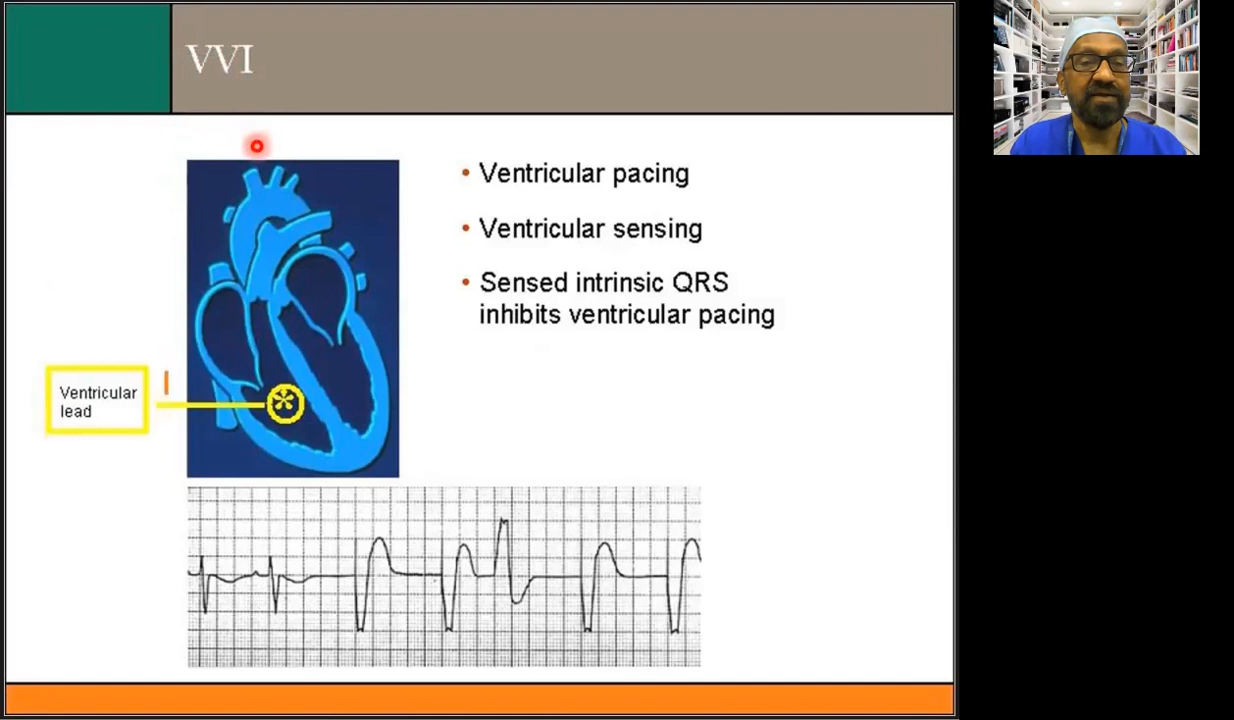 VVI
• Ventricular pacing
• Ventricular sensing
• Sensed intrinsic QRS
inhibits ventricular pacing
Ventricular
lead
I
*